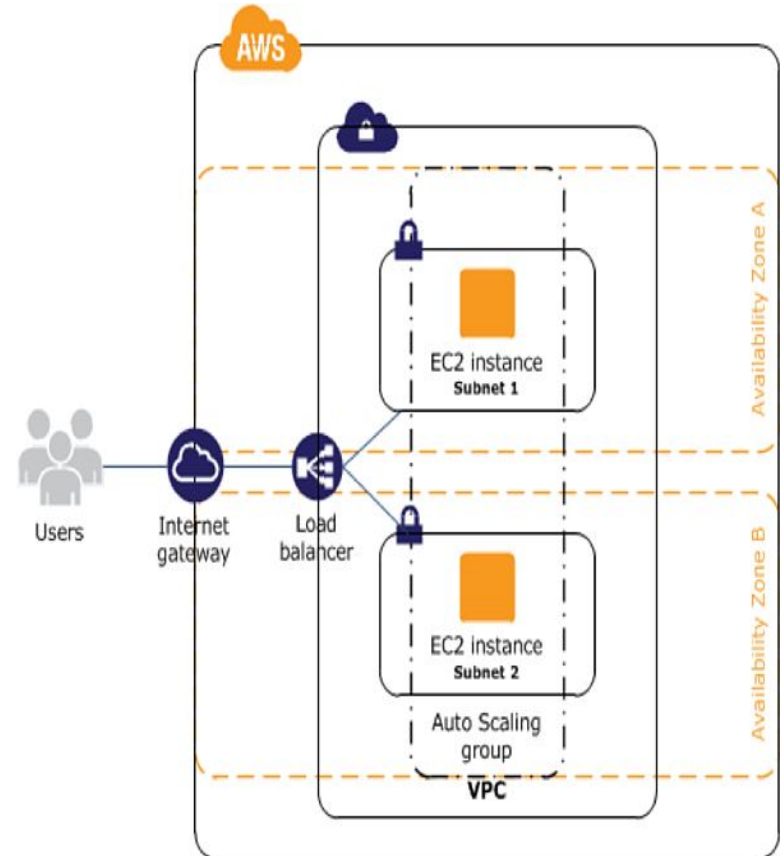 AWS
Availability Zone A
EC2 instance
Subnet 1
Users
Internet
gateway
Load
balancer
EC2 instance
Subnet 2
Auto Scaling
group
VPC
Availability Zone B